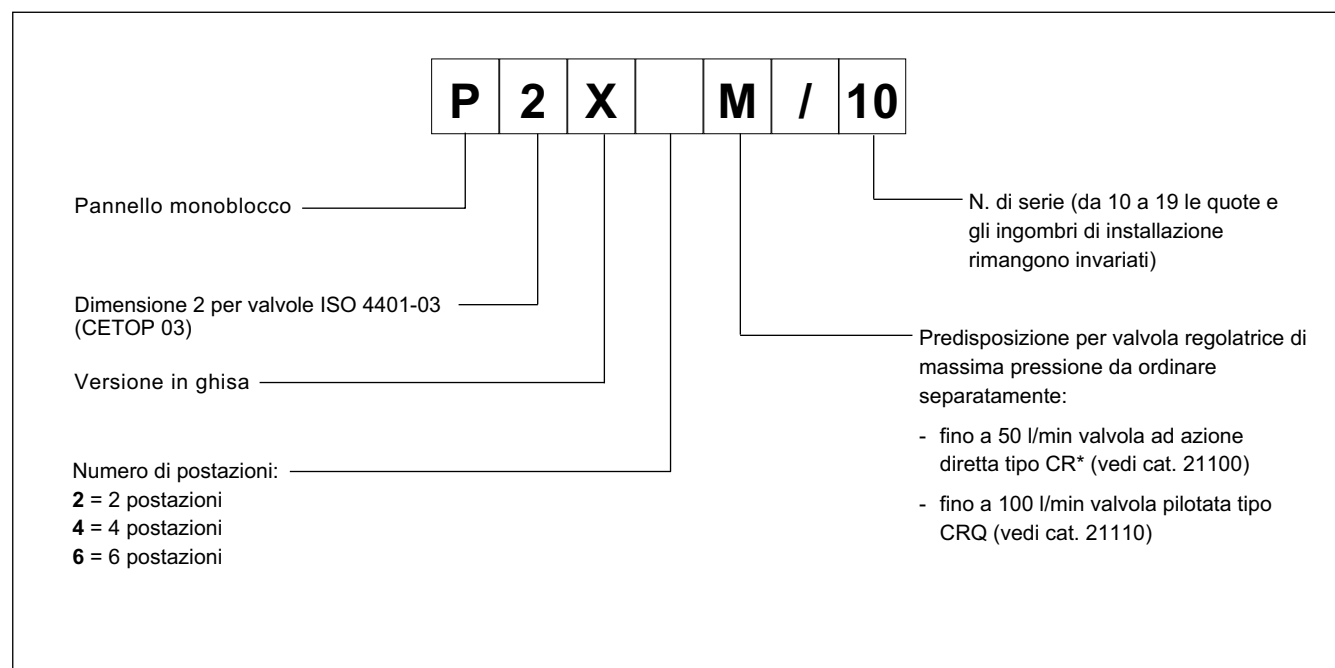 P 2 X M / 10
Pannello monoblocco
Dimensione 2 per valvole ISO 4401-03
(CETOP 03)
Versione in ghisa
Numero di postazioni:
2 = 2 postazioni
4 = 4 postazioni
6 = 6 postazioni
N. di serie (da 10 a 19 le quote e
gli ingombri di installazione
rimangono invariati)
Predisposizione per valvola regolatrice di
massima pressione da ordinare
separatamente:
- fino a 50 l/min valvola ad azione
diretta tipo CR* (vedi cat. 21100)
- fino a 100 l/min valvola pilotata tipo
CRQ (vedi cat. 21110)